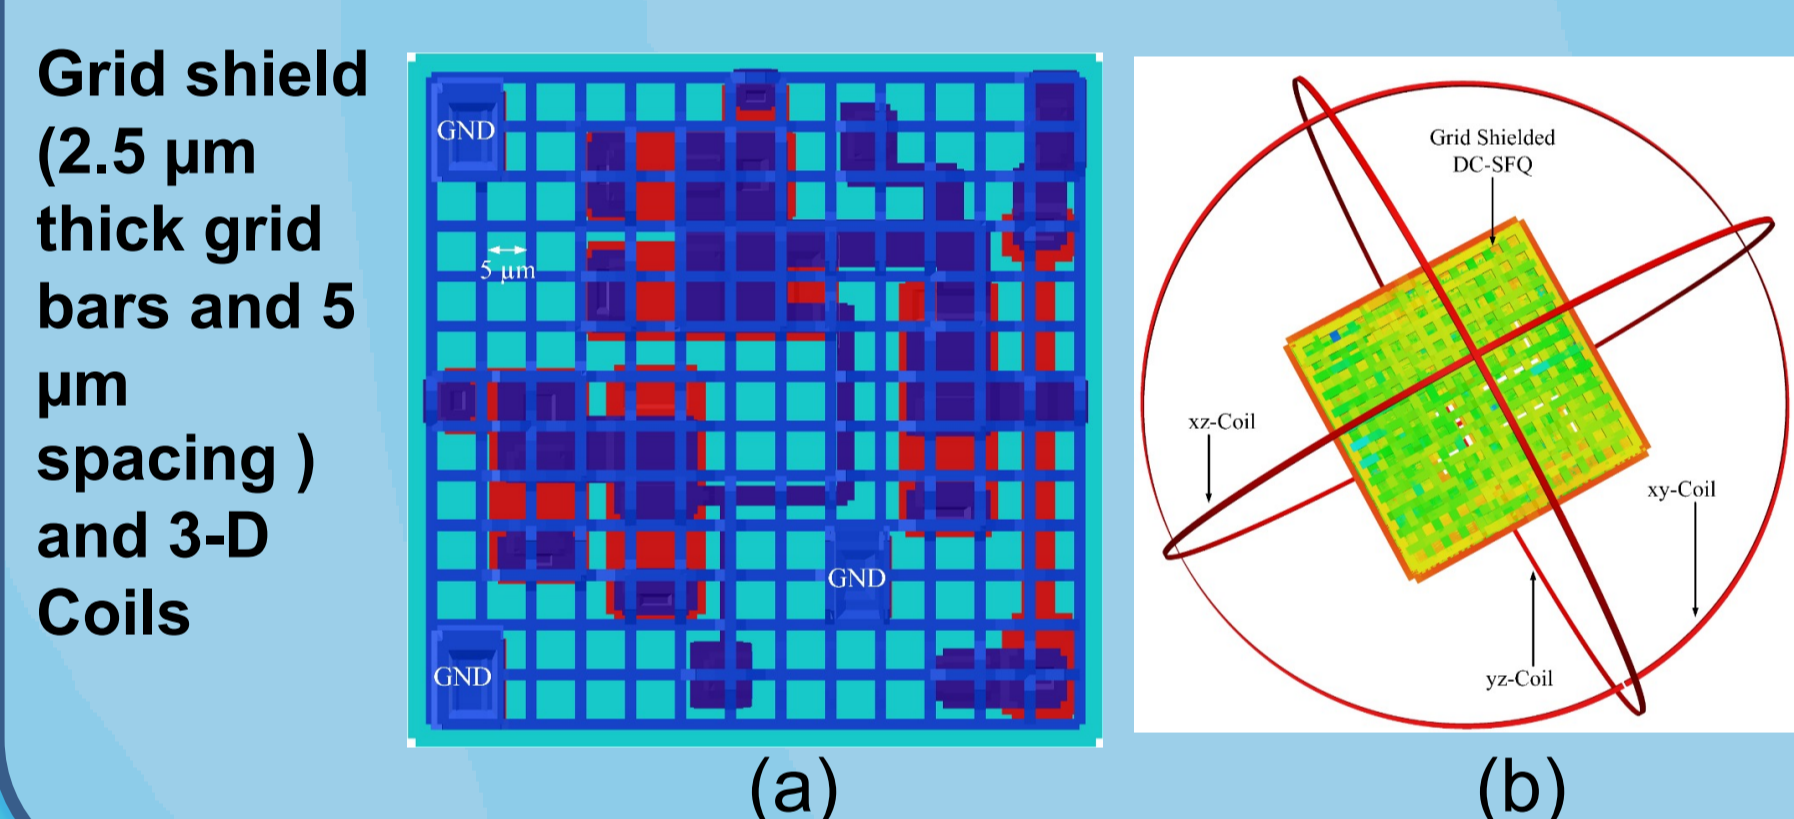 Grid shield
(2.5 µm
thick grid
bars and 5
µm
spacing )
and 3-D
Coils
GND
5 µm
GND
GND
(a)
Grid Shielded
DC-SFQ
xz-Coil
xy-Coil
yz-Coil
(b)